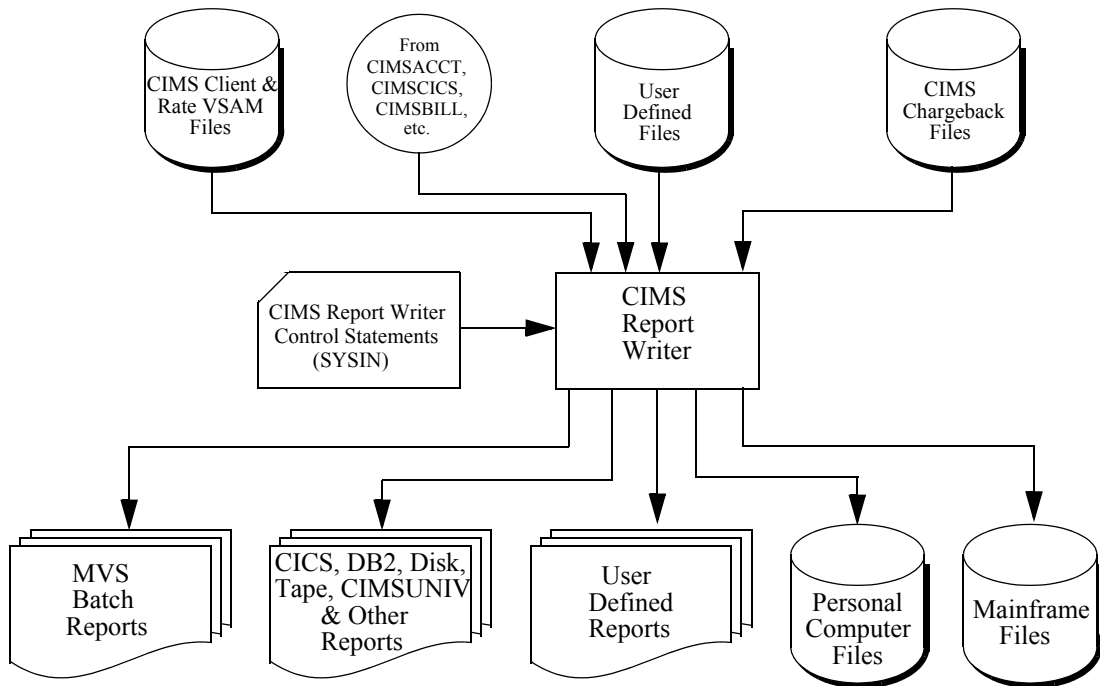 CIMS Client &
Rate VSAM
Files
From
CIMSACCT,
CIMSCICS,
CIMSBILL,
etc.
User
Defined
Files
CIMS
Chargeback
Files
CIMS Report Writer
Control Statements
(SYSIN)
CIMS
Report
Writer
MVS
Batch
Reports
CICS, DB2, Disk,
Tape, CIMSUNIV
& Other
Reports
User
Defined
Reports
Personal
Computer
Files
Mainframe
Files